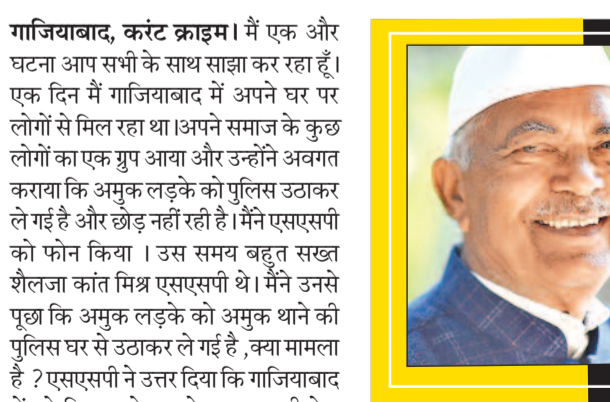 गाजियाबाद, करंट क्राइम। मैं एक और
घटना आप सभी के साथ साझा कर रहा हूँ।
एक दिन मैं गाजियाबाद में अपने घर पर
लोगों से मिल रहा था।अपने समाज के कुछ
लोगों का एक ग्रुप आया और उन्होंने अवगत
कराया कि अमुक लड़के को पुलिस उठाकर
ले गई है और छोड़ नहीं रही है। मैंने एसएसपी
को फोन किया । उस समय बहुत सख्त
शैलजा कांत मिश्र एसएसपी थे। मैंने उनसे
पूछा कि अमुक लड़के को अमुक थाने की
पुलिस घर से उठाकर ले गई है ,क्या मामला
है ? एसएसपी ने उत्तर दिया कि गाजियाबाद